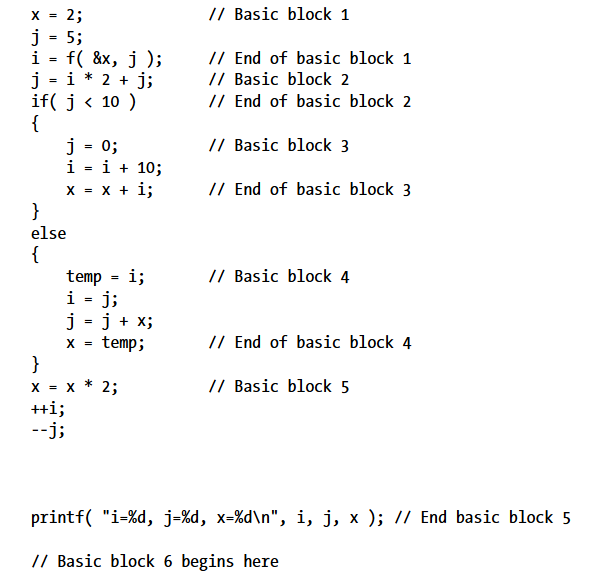 x = 2;              // Basic block 1
j = 5;
i = f( &x, j );     // End of basic block 1
j = i * 2 + j;      // Basic block 2
if( j < 10 )        // End of basic block 2
{
    j = 0;          // Basic block 3
    i = i + 10;
    x = x + i;      // End of basic block 3
}
else
{
    temp = i;       // Basic block 4
    i = j;
    j = j + x;
    x = temp;       // End of basic block 4
}
x = x * 2;          // Basic block 5
++i;
--j;
printf( "i=%d, j=%d, x=%d\n", i, j, x ); // End basic block 5
// Basic block 6 begins here